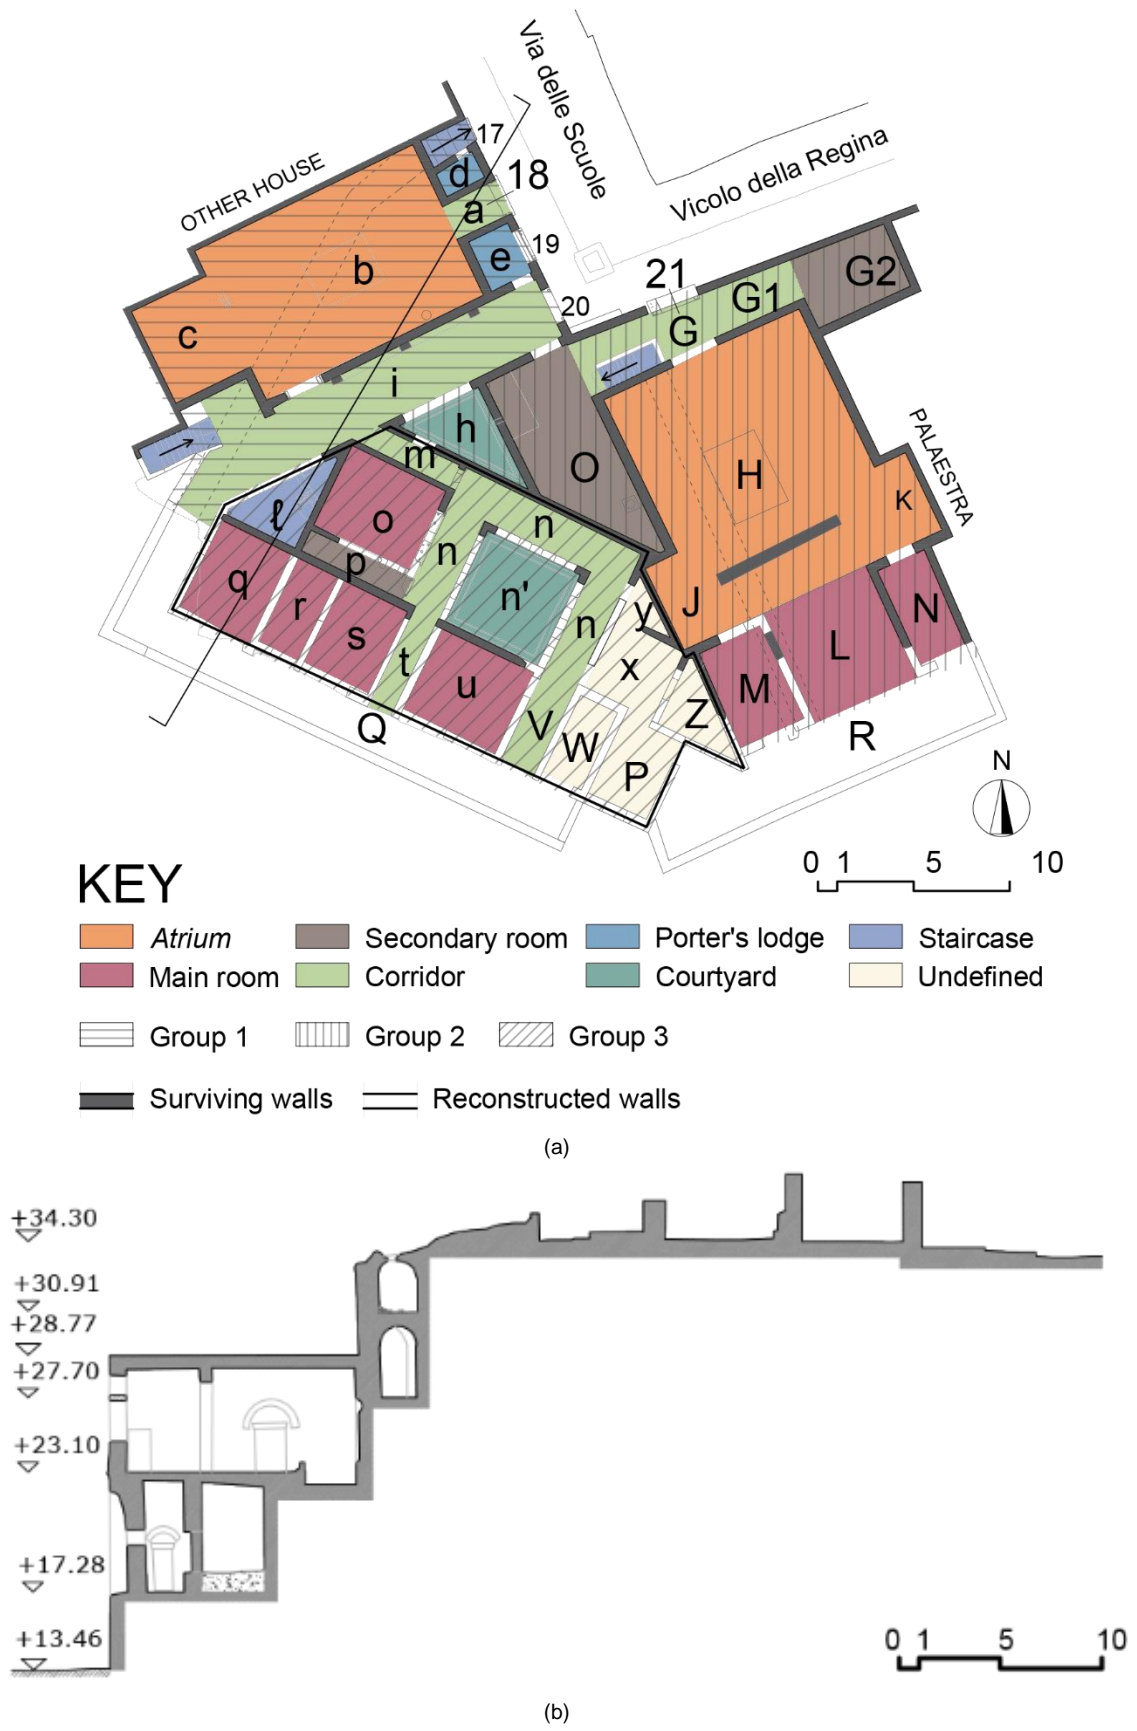 Via delle Scuole
Vicolo della Regina
OTHER HOUSE
17
d
18
a
19
e
b
21
20
G
G1
G2
c
i
PALAESTRA
h
m
O
H
K
ℓ
o
n
n
p
q
r
n'
n
y
J
N
s
t
u
x
L
M
Q
V
W
Z
P
R
N
0 1 5 10
KEY
Atrium Secondary room Porter's lodge Staircase
Main room Corridor Courtyard Undefined
Group 1 Group 2 Group 3
Surviving walls Reconstructed walls
(a)
+34.30
+30.91
+28.77
+27.70
+23.10
+17.28
+13.46
0 1 5 10
(b)